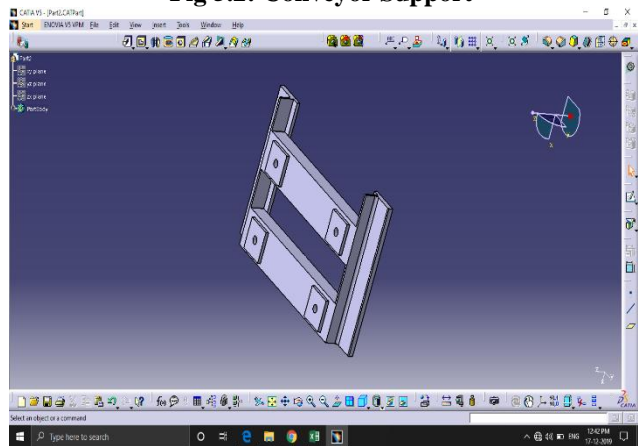 Fig 3.2: Conveyor Support
CATIA V5 - [Part2.CATPart]
Start ENOVIA V5 VPM File Edit View Insert Tools Window Help
Part2
xy plane
yz plane
zx plane
PartBody
CATIA
Select an object or a command
Type here to search
ENG
12:42 PM
17-12-2019